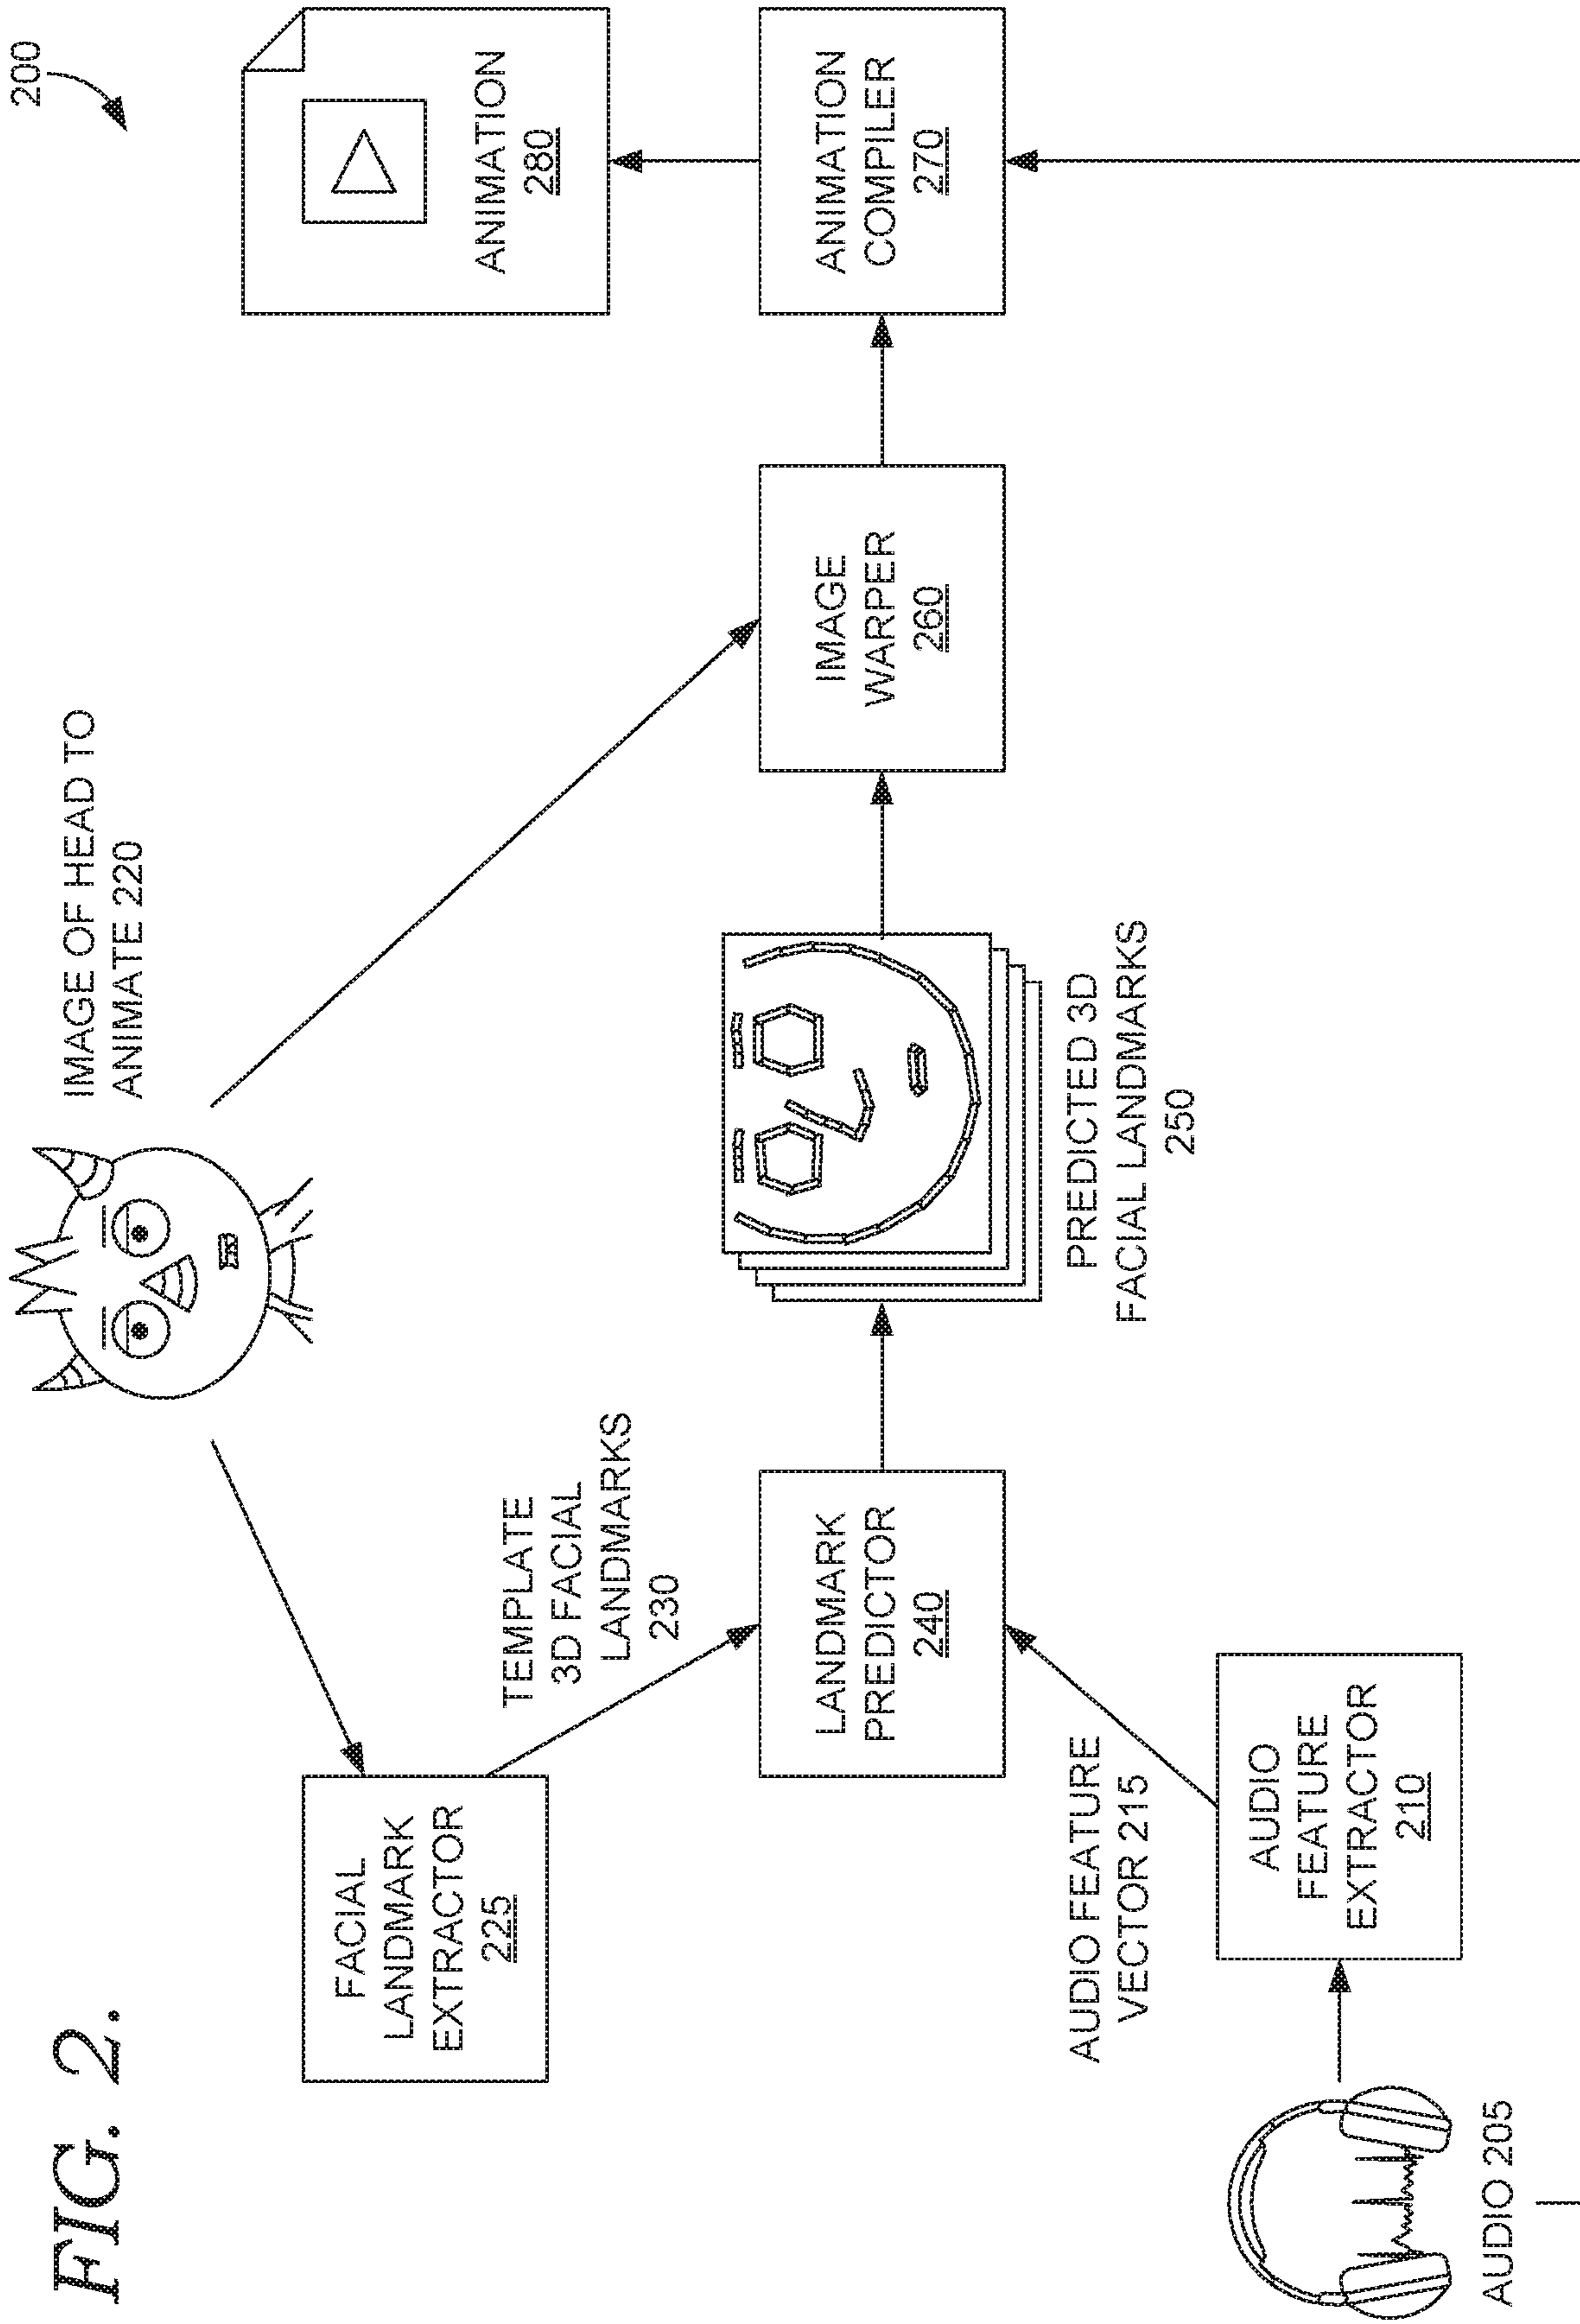 FIG. 2.
200
IMAGE OF HEAD TO
ANIMATE 220
FACIAL
LANDMARK
EXTRACTOR
225
TEMPLATE
3D FACIAL
LANDMARKS
230
ANIMATION
280
LANDMARK
PREDICTOR
240
PREDICTED 3D
FACIAL LANDMARKS
250
IMAGE
WARPER
260
ANIMATION
COMPILER
270
AUDIO FEATURE
VECTOR 215
AUDIO
FEATURE
EXTRACTOR
210
AUDIO 205